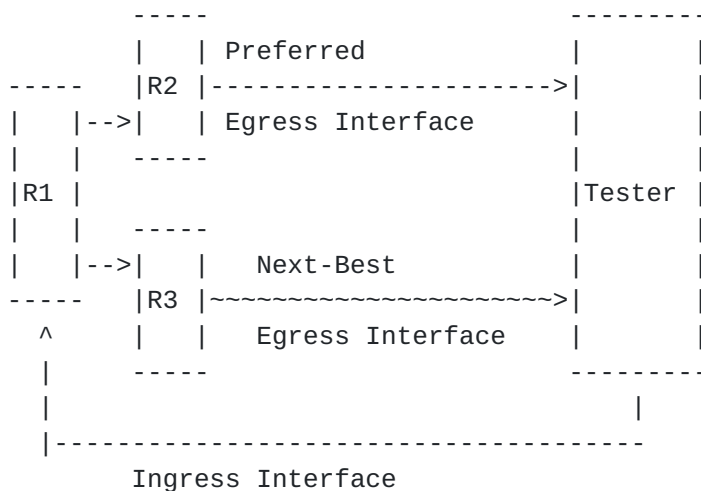 Preferred
R2
Egress Interface
R1
Tester
Next-Best
R3
Egress Interface
Ingress Interface